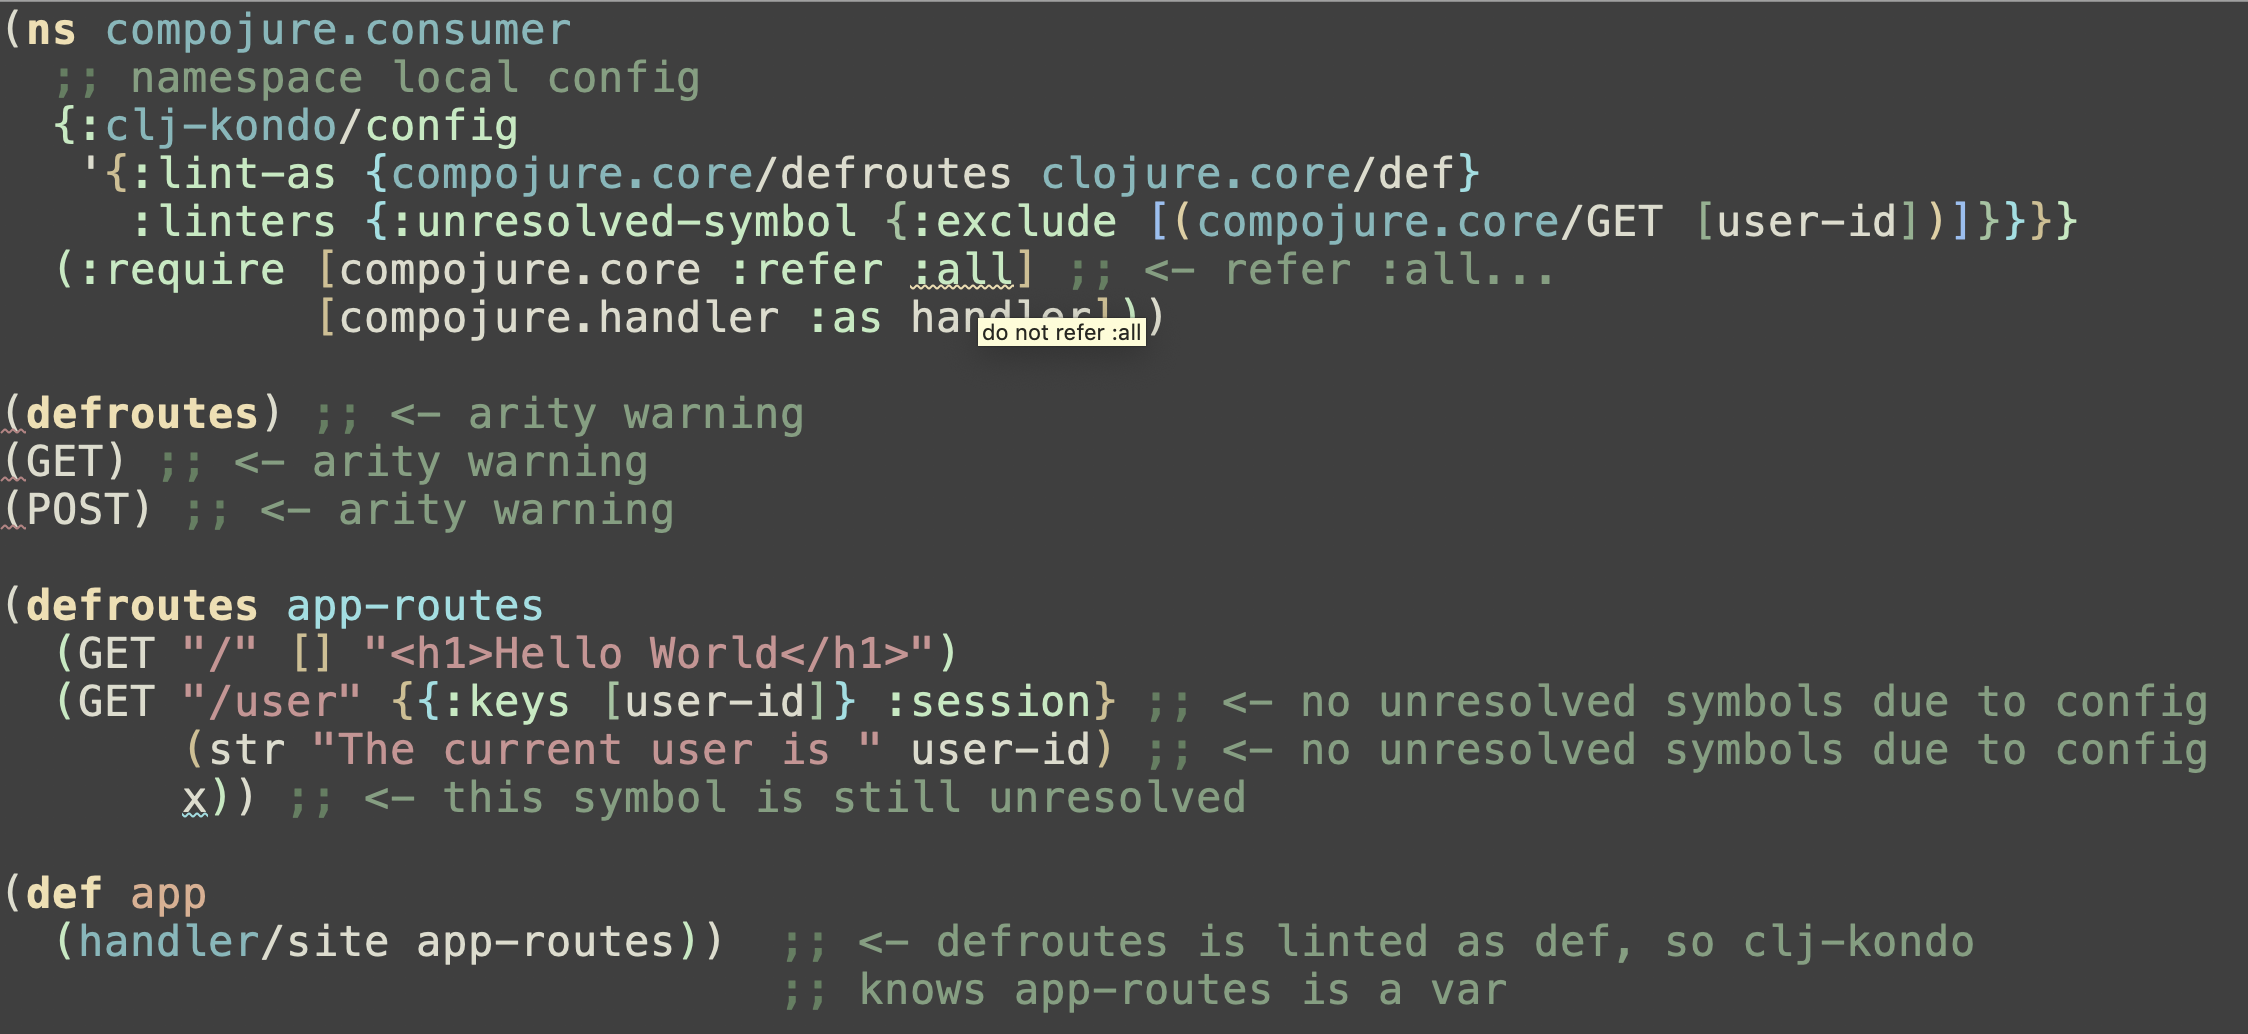 (ns compojure.consumer
  ;; namespace local config
  {:clj-kondo/config
   '{:lint-as {compojure.core/defroutes clojure.core/def}
     :linters {:unresolved-symbol {:exclude [(compojure.core/GET [user-id])]}}}}
  (:require [compojure.core :refer :all] ;; <- refer :all...
            [compojure.handler :as handler]))
do not refer :all
(defroutes) ;; <- arity warning
(GET) ;; <- arity warning
(POST) ;; <- arity warning
(defroutes app-routes
  (GET "/" [] "<h1>Hello World</h1>")
  (GET "/user" {{:keys [user-id]} :session} ;; <- no unresolved symbols due to config
       (str "The current user is " user-id) ;; <- no unresolved symbols due to config
       x)) ;; <- this symbol is still unresolved
(def app
  (handler/site app-routes))  ;; <- defroutes is linted as def, so clj-kondo
                              ;; knows app-routes is a var